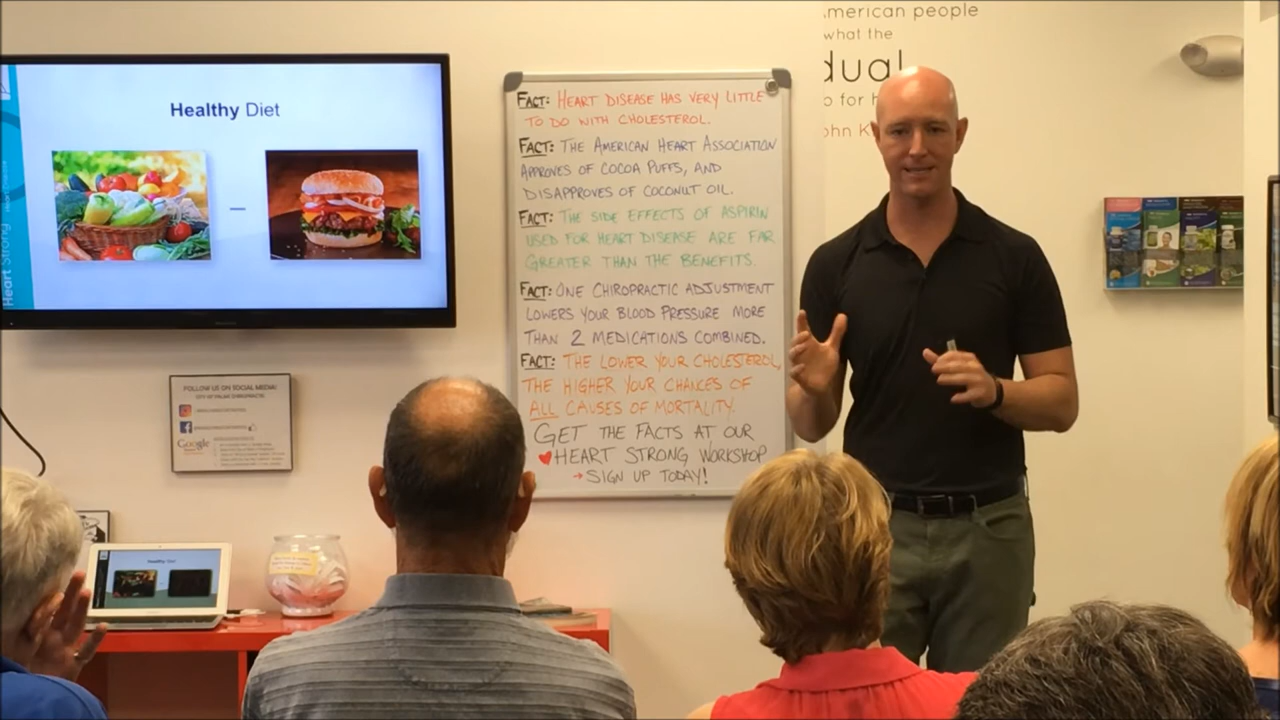 Healthy Diet
Heart Strong
FACT: HEART DISEASE HAS VERY LITTLE
TO DO WITH CHOLESTEROL.
FACT: THE AMERICAN HEART ASSOCIATION
APPROVES OF COCOA PUFFS, AND
DISAPPROVES OF COCONUT OIL.
FACT: THE SIDE EFFECTS OF ASPIRIN
USED FOR HEART DISEASE ARE FAR
GREATER THAN THE BENEFITS.
FACT: ONE CHIROPRACTIC ADJUSTMENT
LOWERS YOUR BLOOD PRESSURE MORE
THAN 2 MEDICATIONS COMBINED.
FACT: THE LOWER YOUR CHOLESTEROL,
THE HIGHER YOUR CHANCES OF
ALL CAUSES OF MORTALITY.
GET THE FACTS AT OUR
♥HEART STRONG WORKSHOP
→SIGN UP TODAY!
merican people
what the
dual
o for h
ohn K
FOLLOW US ON SOCIAL MEDIA!
Google
Healthy Diet